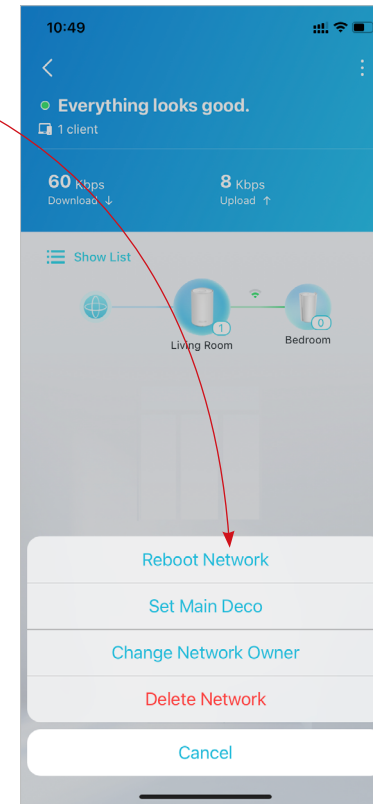 10:49
Everything looks good.
1 client
60 Kbps
8 Kbps
Download ↓
Upload ↑
Show List
1
0
Living Room
Bedroom
Reboot Network
Set Main Deco
Change Network Owner
Delete Network
Cancel